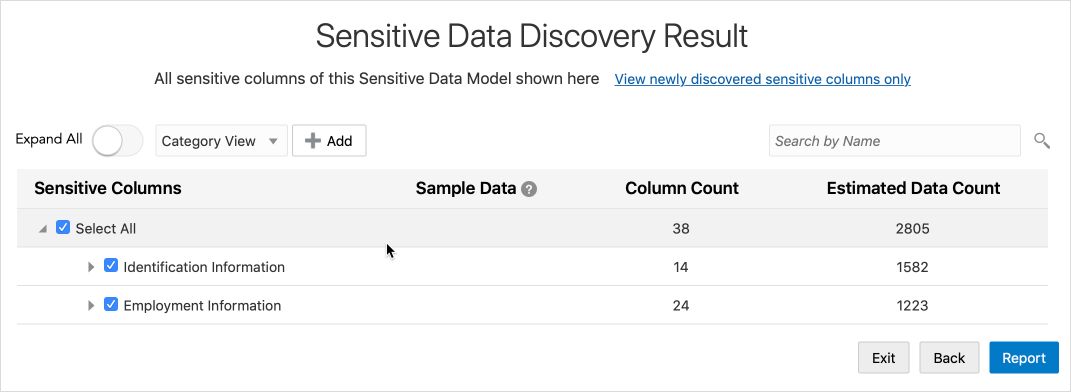 Sensitive Data Discovery Result
All sensitive columns of this Sensitive Data Model shown here View newly discovered sensitive columns only
Expand All Category View Add Search by Name
Sensitive Columns Sample Data ? Column Count Estimated Data Count
Select All 38 2805
Identification Information 14 1582
Employment Information 24 1223
Exit Back Report